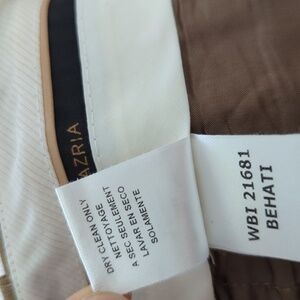 AZRIA
DRY CLEAN ONLY
NETTOYAGE
A SEC SEULEMENT
LAVAR EN SECO
SOLAMENTE
WBI 21681
BEHATI